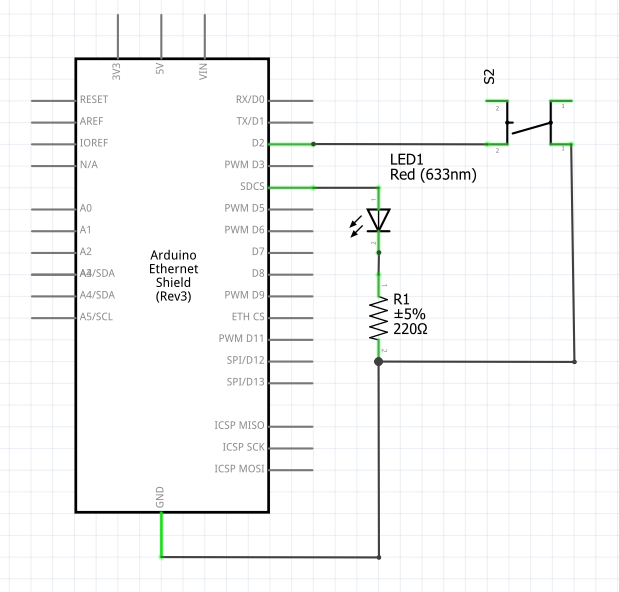 3V3
5V
VIN
RESET
AREF
IOREF
N/A
A0
A1
A2
A3/SDA
A4/SDA
A5/SCL
Arduino
Ethernet
Shield
(Rev3)
RX/D0
TX/D1
D2
PWM D3
SDCS
PWM D5
PWM D6
D7
D8
PWM D9
ETH CS
PWM D11
SPI/D12
SPI/D13
ICSP MISO
ICSP SCK
ICSP MOSI
GND
S2
2
1
2
1
LED1
Red (633nm)
1
2
1
R1
±5%
220Ω
2